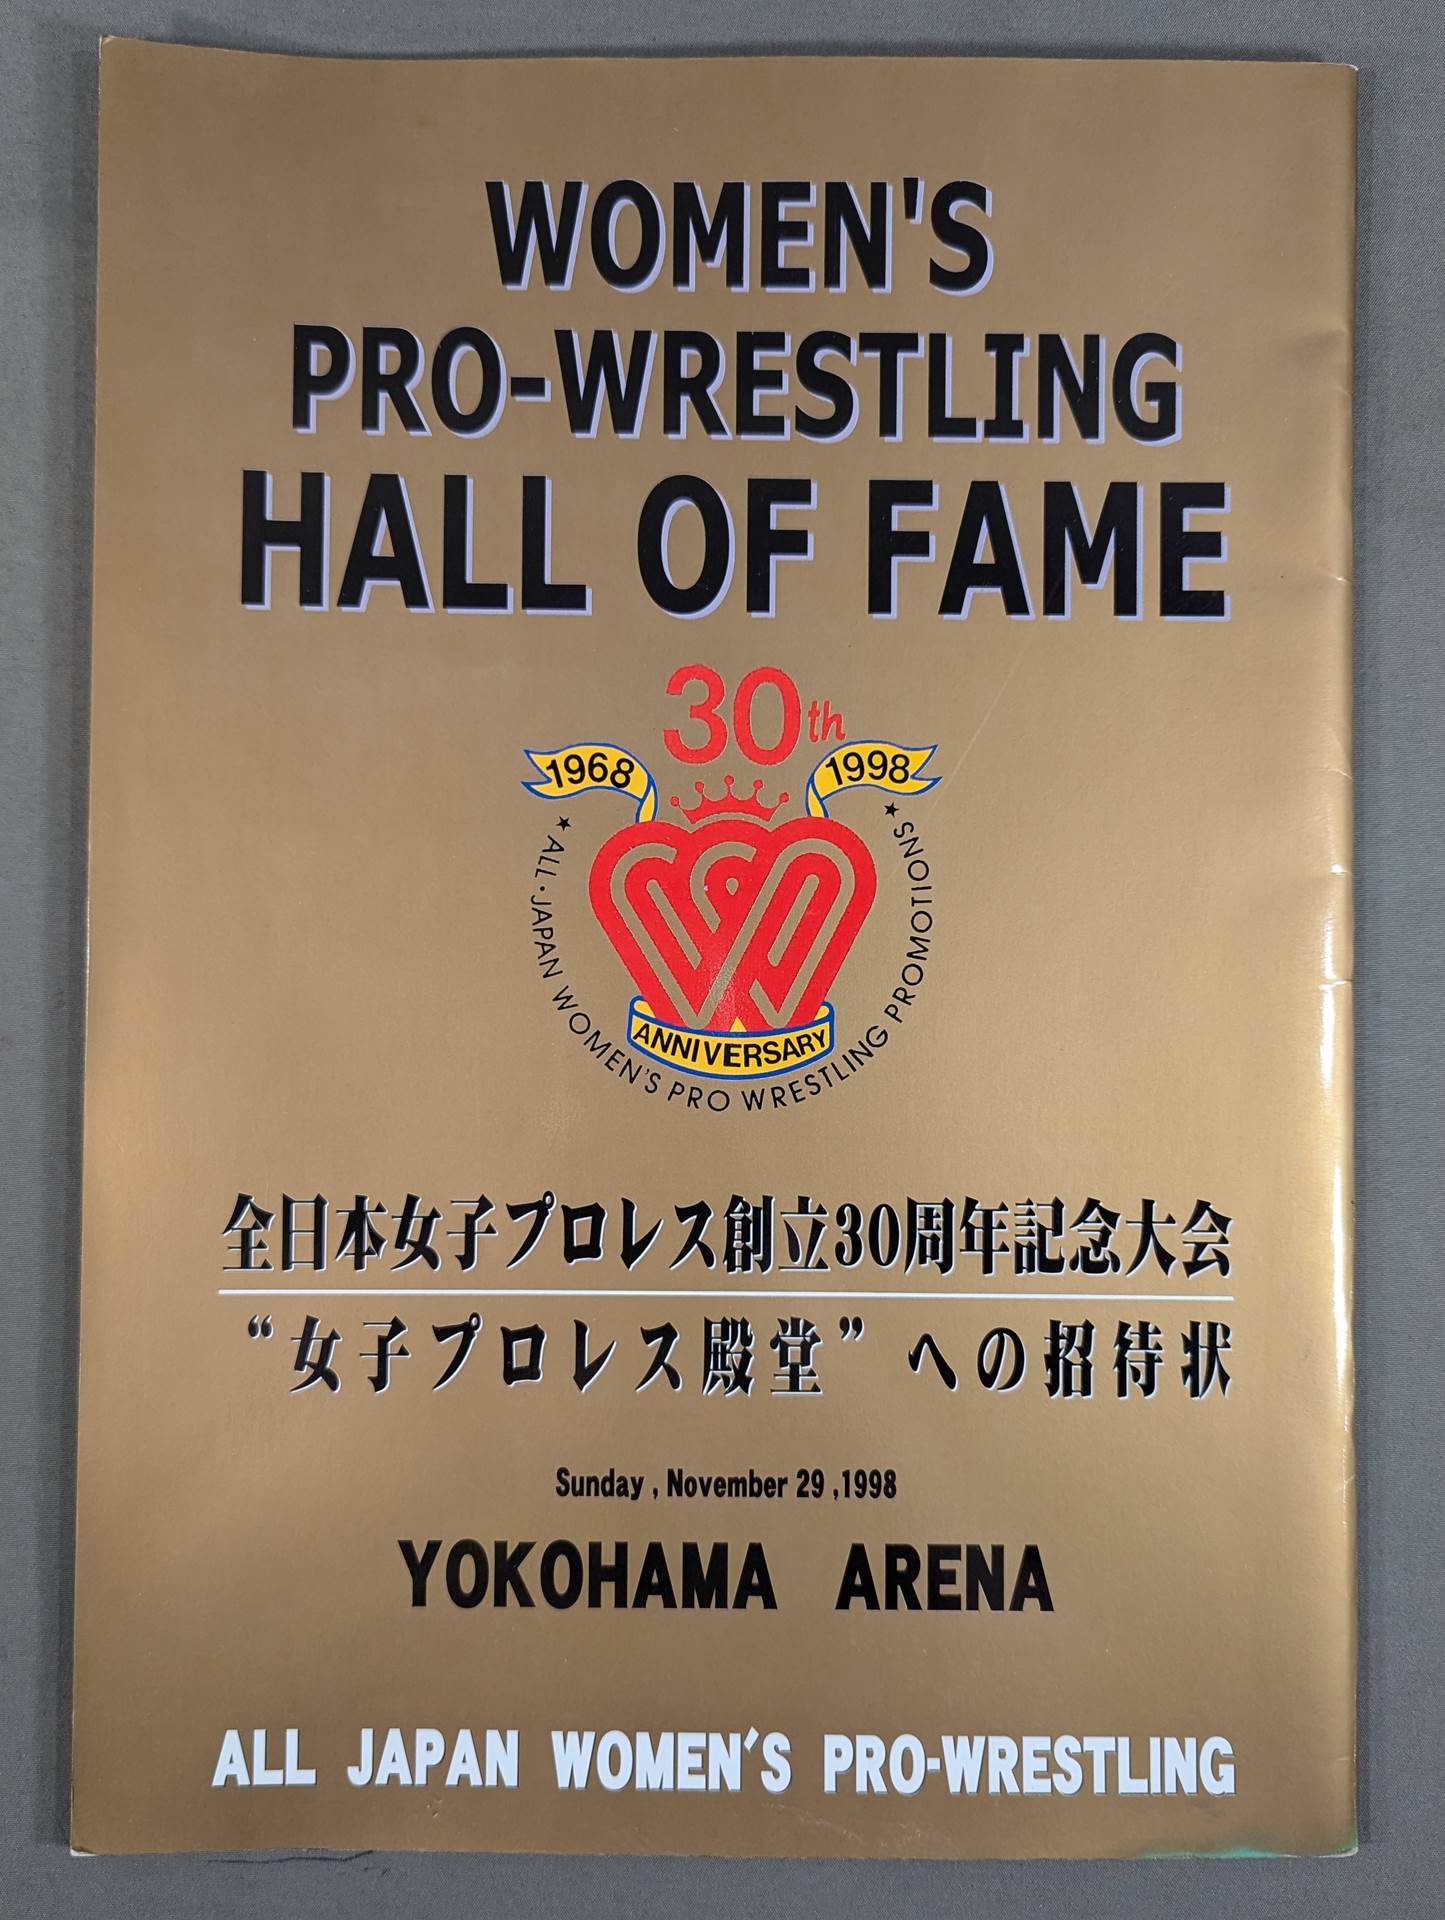 WOMEN'S
PRO-WRESTLING
HALL OF FAME
30th
1968
1998
★ ALL・JAPAN WOMEN'S PRO WRESTLING PROMOTIONS ★
ANNIVERSARY
全日本女子プロレス創立30周年記念大会
“女子プロレス殿堂”への招待状
Sunday , November 29 ,1998
YOKOHAMA ARENA
ALL JAPAN WOMEN'S PRO-WRESTLING